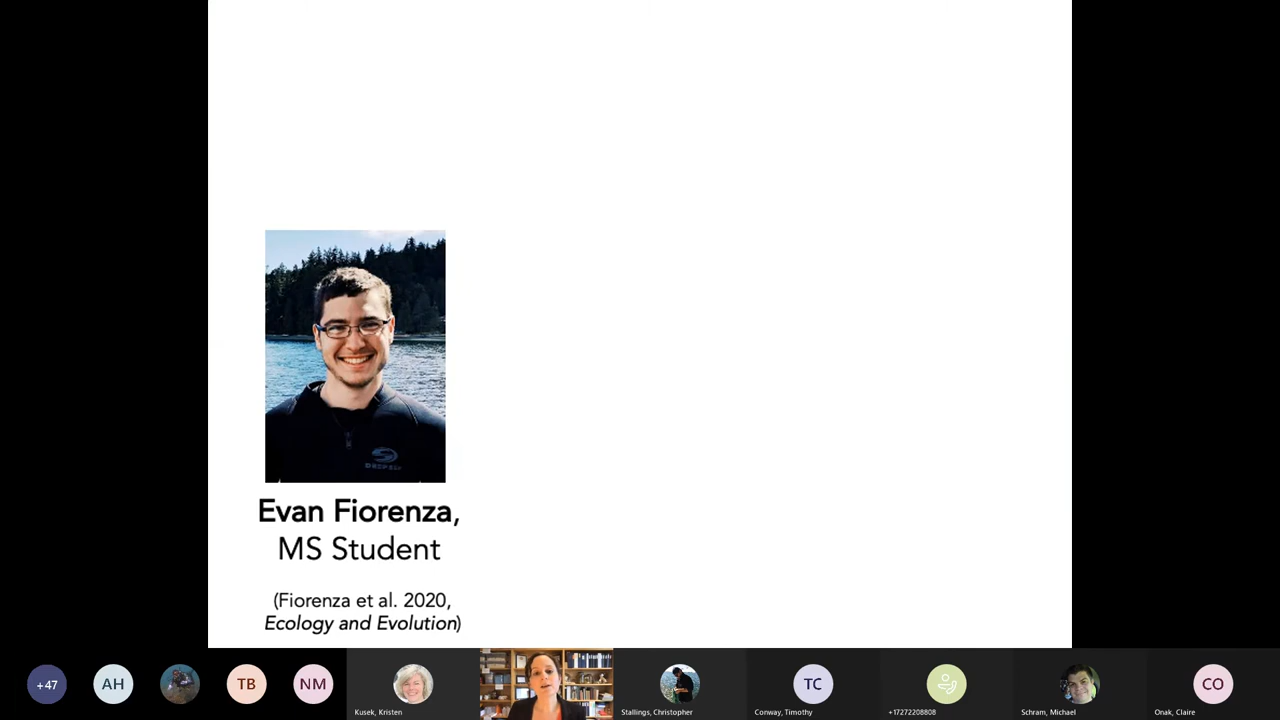 Evan Fiorenza,
MS Student
(Fiorenza et al. 2020,
Ecology and Evolution)
+47
AH
TB
NM
Kusek, Kristen
Stallings, Christopher
TC
Conway, Timothy
+17272208808
Schram, Michael
CO
Onak, Claire